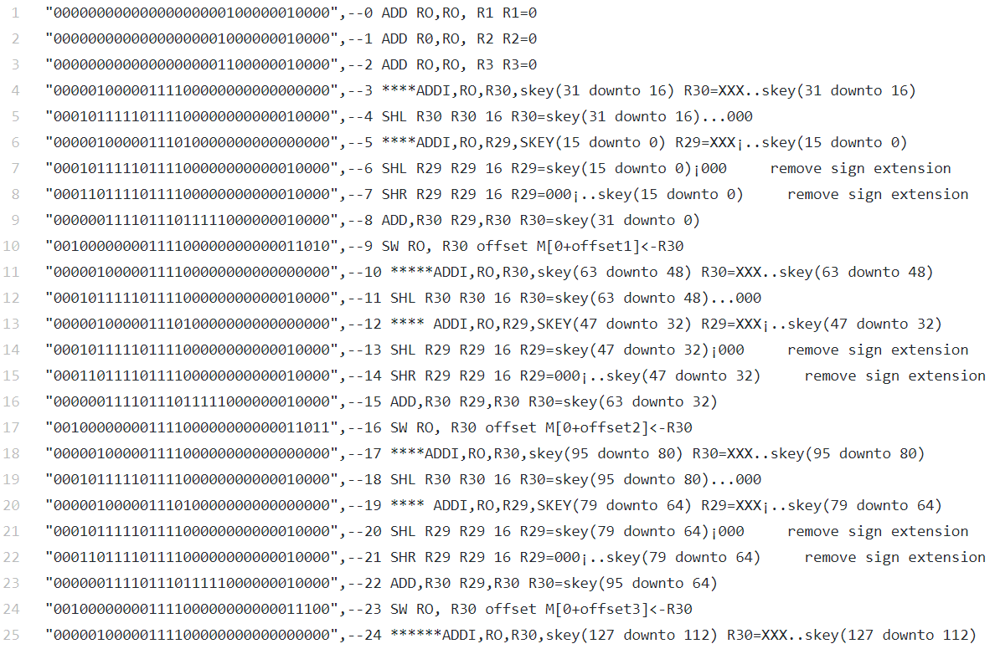 1 "00000000000000000000100000010000",--0 ADD RO,RO, R1 R1=0
2 "00000000000000000001000000010000",--1 ADD R0,RO, R2 R2=0
3 "00000000000000000001100000010000",--2 ADD RO,RO, R3 R3=0
4 "00000100000111100000000000000000",--3 ****ADDI,RO,R30,skey(31 downto 16) R30=XXX..skey(31 downto 16)
5 "00010111110111100000000000010000",--4 SHL R30 R30 16 R30=skey(31 downto 16)...000
6 "00000100000111010000000000000000",--5 ****ADDI,RO,R29,SKEY(15 downto 0) R29=XXX¡..skey(15 downto 0)
7 "00010111110111100000000000010000",--6 SHL R29 R29 16 R29=skey(15 downto 0)¡000     remove sign extension
8 "00011011110111100000000000010000",--7 SHR R29 R29 16 R29=000¡..skey(15 downto 0)     remove sign extension
9 "00000011110111011111000000010000",--8 ADD,R30 R29,R30 R30=skey(31 downto 0)
10 "00100000000111100000000000011010",--9 SW RO, R30 offset M[0+offset1]<-R30
11 "00000100000111100000000000000000",--10 *****ADDI,RO,R30,skey(63 downto 48) R30=XXX..skey(63 downto 48)
12 "00010111110111100000000000010000",--11 SHL R30 R30 16 R30=skey(63 downto 48)...000
13 "00000100000111010000000000000000",--12 **** ADDI,RO,R29,SKEY(47 downto 32) R29=XXX¡..skey(47 downto 32)
14 "00010111110111100000000000010000",--13 SHL R29 R29 16 R29=skey(47 downto 32)¡000     remove sign extension
15 "00011011110111100000000000010000",--14 SHR R29 R29 16 R29=000¡..skey(47 downto 32)     remove sign extension
16 "00000011110111011111000000010000",--15 ADD,R30 R29,R30 R30=skey(63 downto 32)
17 "00100000000111100000000000011011",--16 SW RO, R30 offset M[0+offset2]<-R30
18 "00000100000111100000000000000000",--17 ****ADDI,RO,R30,skey(95 downto 80) R30=XXX..skey(95 downto 80)
19 "00010111110111100000000000010000",--18 SHL R30 R30 16 R30=skey(95 downto 80)...000
20 "00000100000111010000000000000000",--19 **** ADDI,RO,R29,SKEY(79 downto 64) R29=XXX¡..skey(79 downto 64)
21 "00010111110111100000000000010000",--20 SHL R29 R29 16 R29=skey(79 downto 64)¡000     remove sign extension
22 "00011011110111100000000000010000",--21 SHR R29 R29 16 R29=000¡..skey(79 downto 64)     remove sign extension
23 "00000011110111011111000000010000",--22 ADD,R30 R29,R30 R30=skey(95 downto 64)
24 "00100000000111100000000000011100",--23 SW RO, R30 offset M[0+offset3]<-R30
25 "00000100000111100000000000000000",--24 ******ADDI,RO,R30,skey(127 downto 112) R30=XXX..skey(127 downto 112)